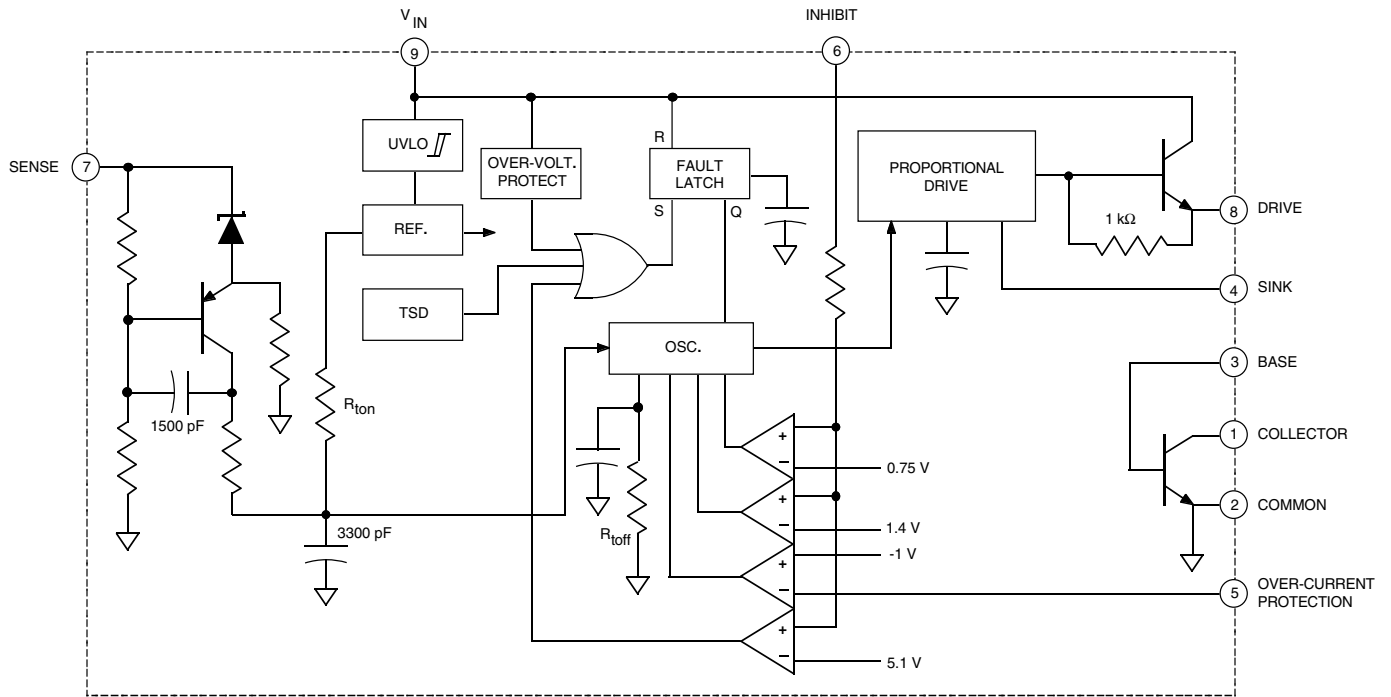 V IN
INHIBIT
9
6
UVLO
R
SENSE
7
OVER-VOLT.
PROTECT
FAULT
LATCH
PROPORTIONAL
DRIVE
S
Q
1 kΩ
8
DRIVE
REF.
4
SINK
TSD
OSC.
3
BASE
Rton
1500 pF
+
–
0.75 V
1
COLLECTOR
+
–
1.4 V
2
COMMON
3300 pF
Rtoff
+
–
-1 V
5
OVER-CURRENT
PROTECTION
+
–
5.1 V